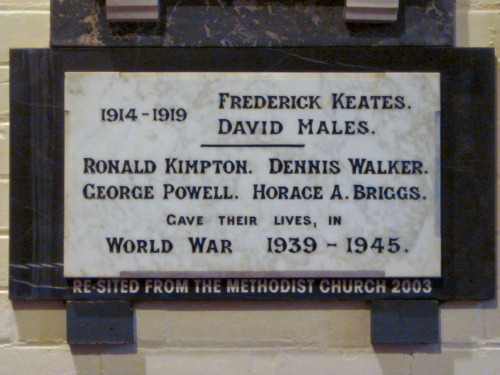 1914-1919
FREDERICK KEATES.
DAVID MALES.
RONALD KIMPTON. DENNIS WALKER.
GEORGE POWELL. HORACE A. BRIGGS.
GAVE THEIR LIVES, IN
WORLD WAR 1939 - 1945.
RE-SITED FROM THE METHODIST CHURCH 2003